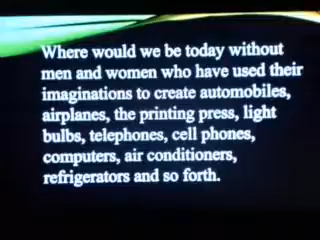 Where would we be today without
men and women who have used their
imaginations to create automobiles,
airplanes, the printing press, light
bulbs, telephones, cell phones,
computers, air conditioners,
refrigerators and so forth.